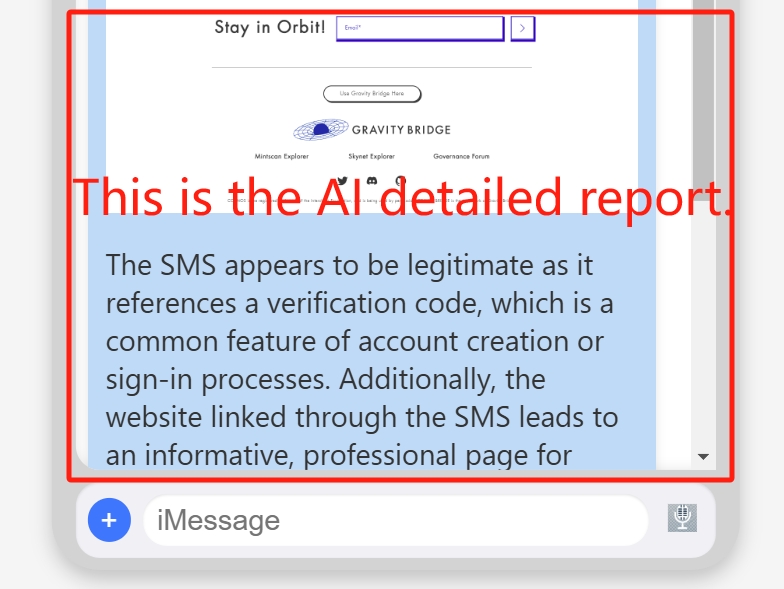 Stay in Orbit!
Email*
Use Gravity Bridge Here
GRAVITY BRIDGE
Mintscan Explorer
Skynet Explorer
Governance Forum
This is the AI detailed report.
The SMS appears to be legitimate as it
references a verification code, which is a
common feature of account creation or
sign-in processes. Additionally, the
website linked through the SMS leads to
an informative, professional page for
iMessage